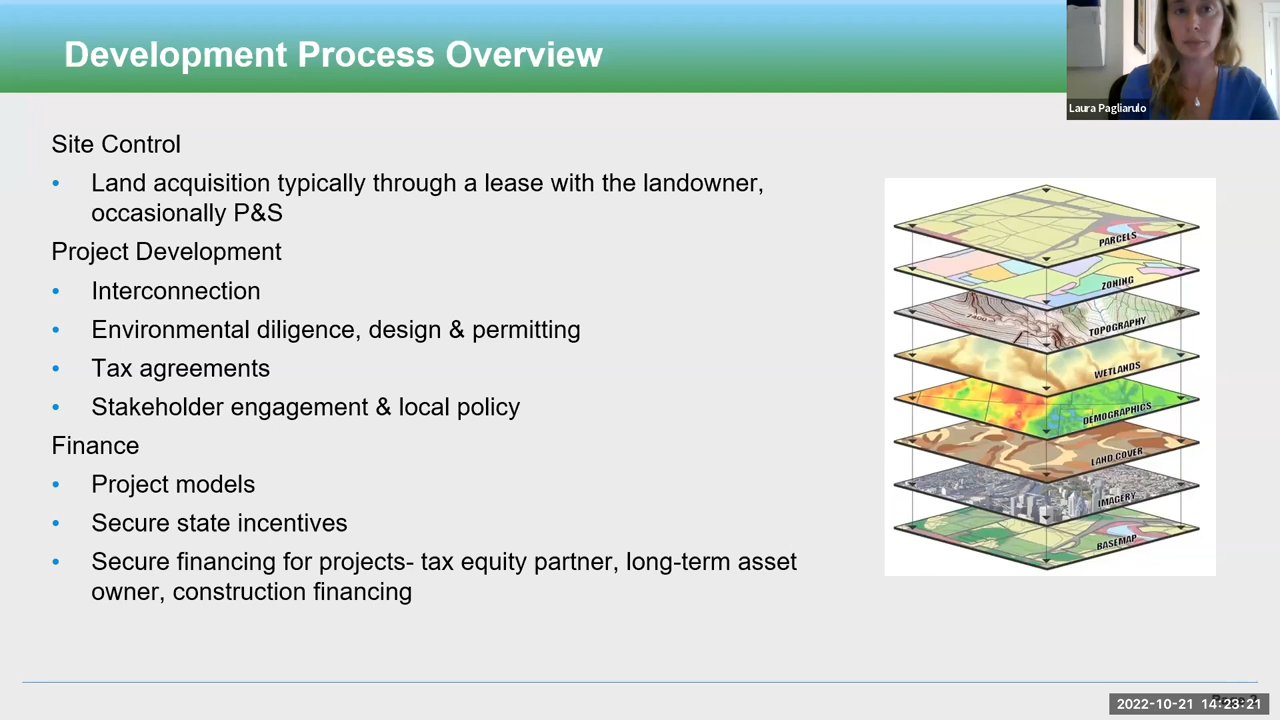 Development Process Overview
Laura Pagliarulo
Site Control
• Land acquisition typically through a lease with the landowner,
occasionally P&S
Project Development
• Interconnection
• Environmental diligence, design & permitting
• Tax agreements
• Stakeholder engagement & local policy
Finance
• Project models
• Secure state incentives
• Secure financing for projects- tax equity partner, long-term asset
owner, construction financing
PARCELS
ZONING
7400
TOPOGRAPHY
WETLANDS
DEMOGRAPHICS
LAND COVER
IMAGERY
BASEMAP
2022-10-21 14:23:21